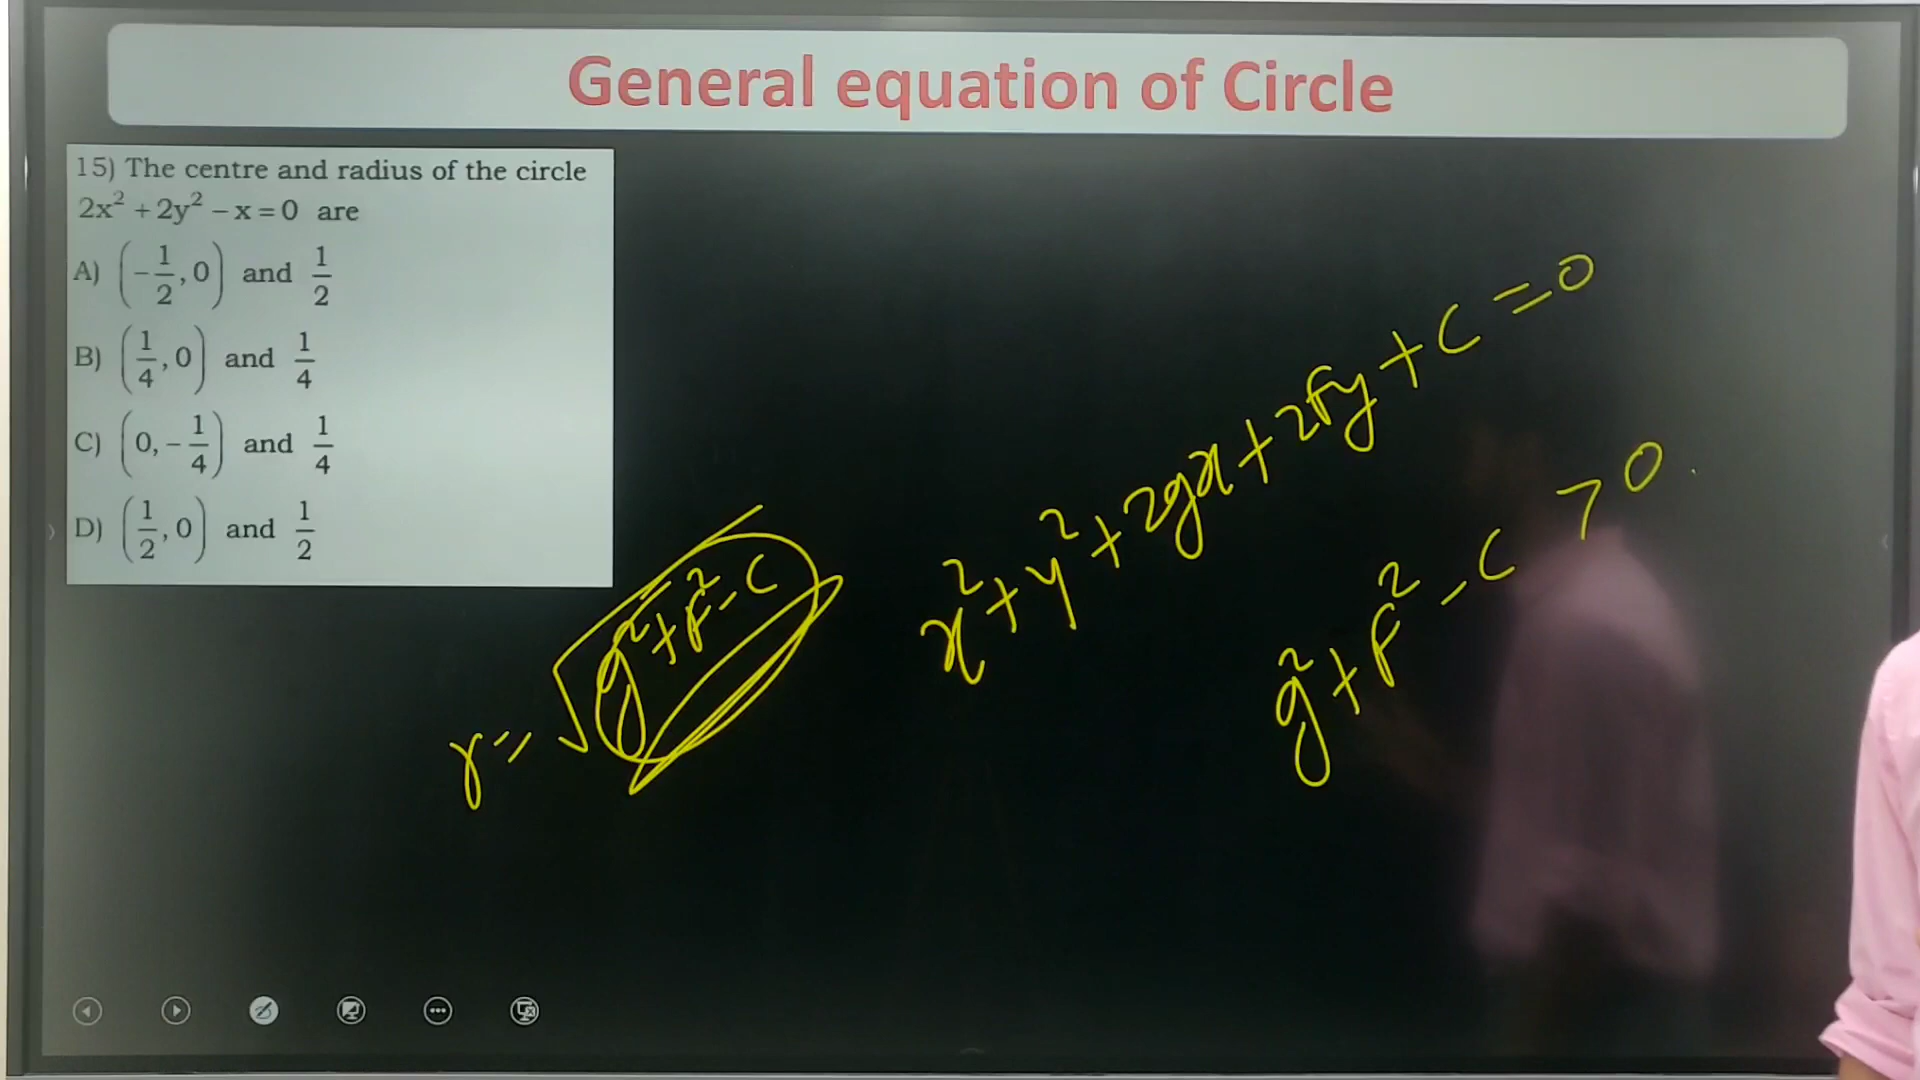 General equation of Circle
15) The centre and radius of the circle
2x² + 2y² − x = 0 are
A) (−1/2, 0) and 1/2
B) (1/4, 0) and 1/4
C) (0, −1/4) and 1/4
D) (1/2, 0) and 1/2
x² + y² + 2gx + 2fy + c = 0
g² + f² − c > 0.
r = √(g² + f² − c)